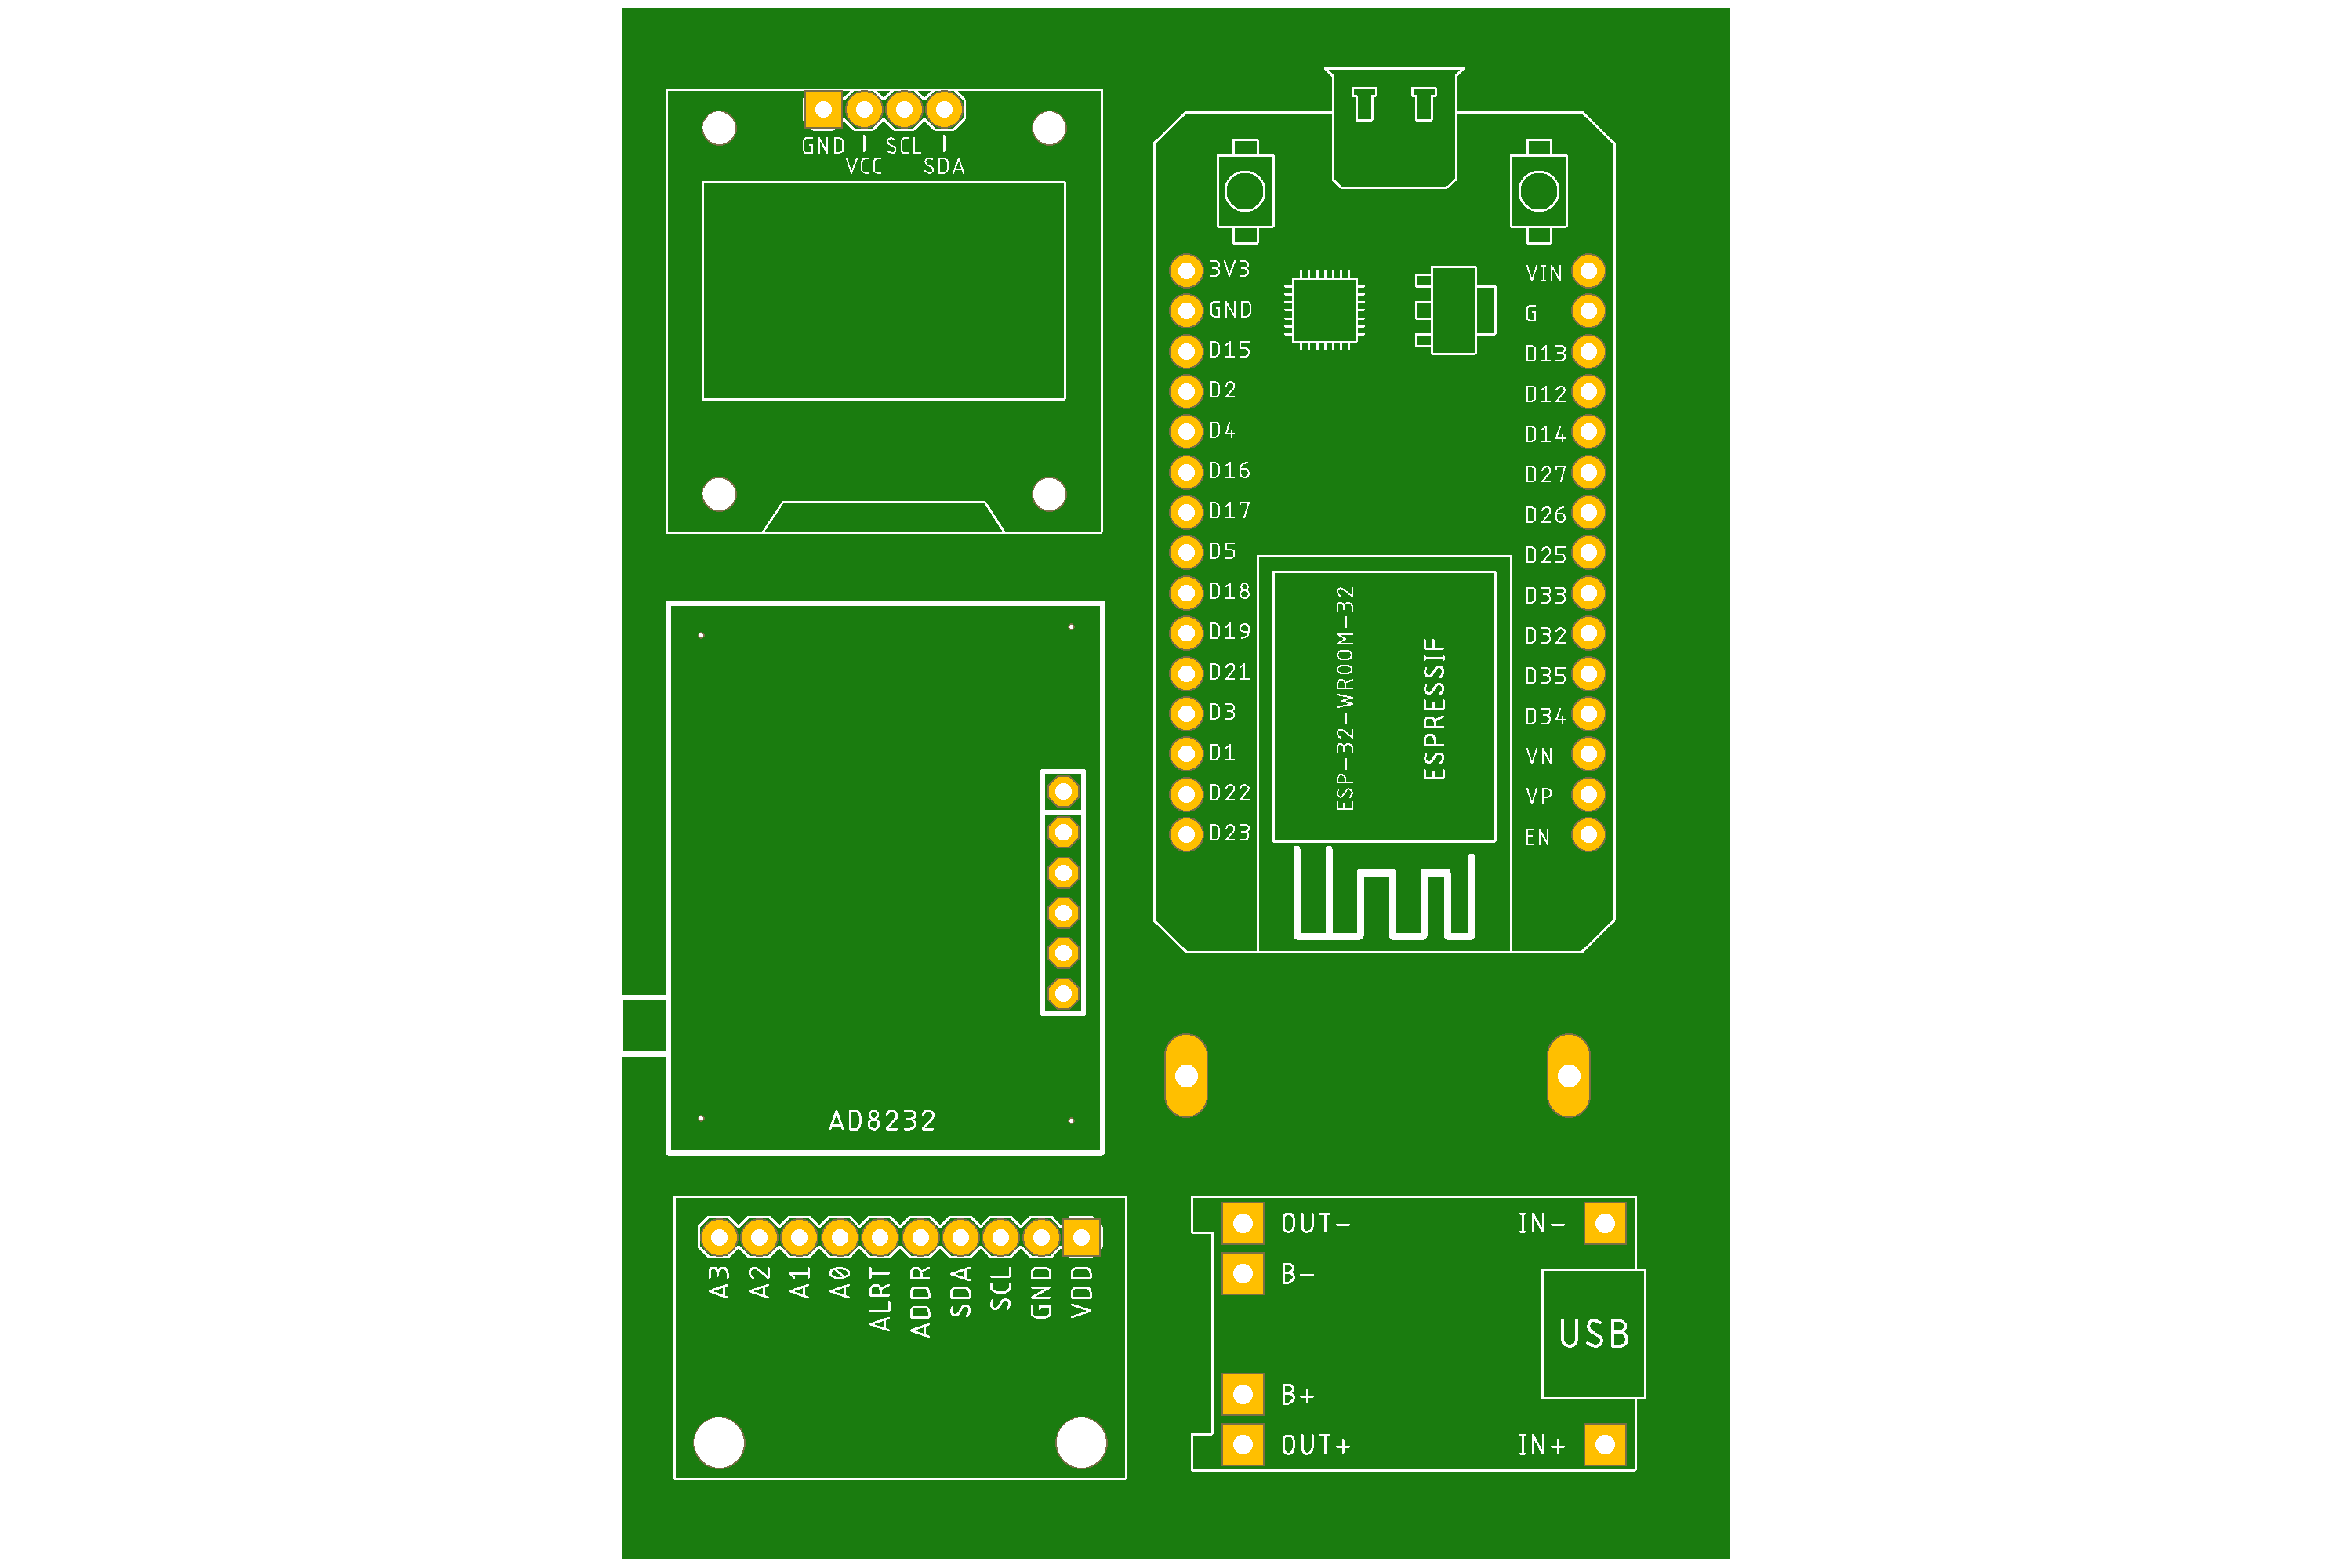 GND
VCC
SCL
SDA
3V3
GND
D15
D2
D4
D16
D17
D5
D18
D19
D21
D3
D1
D22
D23
VIN
G
D13
D12
D14
D27
D26
D25
D33
D32
D35
D34
VN
VP
EN
ESP-32-WROOM-32
ESPRESSIF
AD8232
A3
A2
A1
A0
ALRT
ADDR
SDA
SCL
GND
VDD
OUT-
B-
B+
OUT+
IN-
USB
IN+